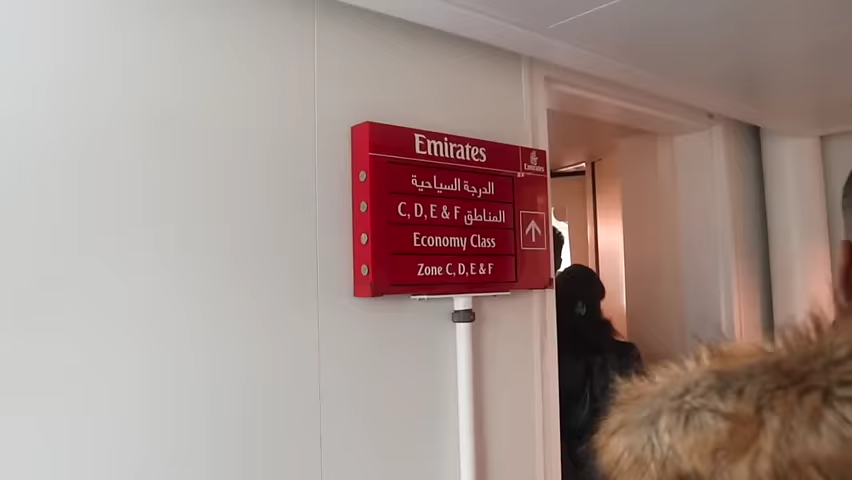 Emirates
Emirates
الدرجة السياحية
المناطق C, D, E & F
Economy Class
Zone C, D, E & F